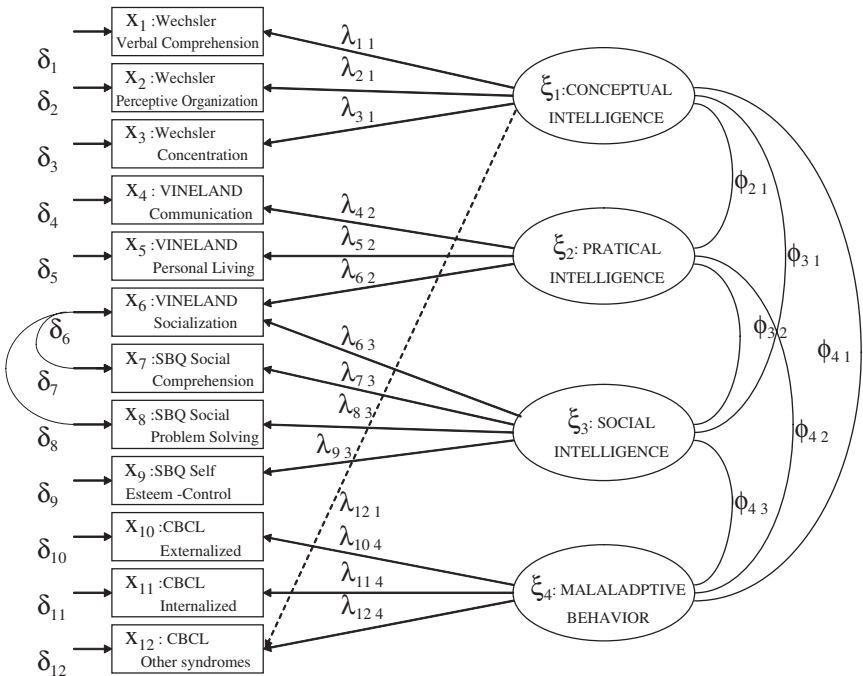 x1 : Wechsler
Verbal Comprehension
x2 : Wechsler
Perceptive Organization
x3 : Wechsler
Concentration
x4 : VINELAND
Communication
x5 : VINELAND
Personal Living
x6 : VINELAND
Socialization
x7 : SBQ Social
Comprehension
x8 : SBQ Social
Problem Solving
x9 : SBQ Self
Esteem -Control
x10 :CBCL
Externalized
x11 :CBCL
Internalized
x12 : CBCL
Other syndromes
δ1
δ2
δ3
δ4
δ5
δ6
δ7
δ8
δ9
δ10
δ11
δ12
λ1 1
λ2 1
λ3 1
λ4 2
λ5 2
λ6 2
λ6 3
λ7 3
λ8 3
λ9 3
λ12 1
λ10 4
λ11 4
λ12 4
ξ1:CONCEPTUAL
INTELLIGENCE
ξ2: PRATICAL
INTELLIGENCE
ξ3: SOCIAL
INTELLIGENCE
ξ4: MALALADPTIVE
BEHAVIOR
ϕ2 1
ϕ3 1
ϕ3 2
ϕ4 1
ϕ4 2
ϕ4 3